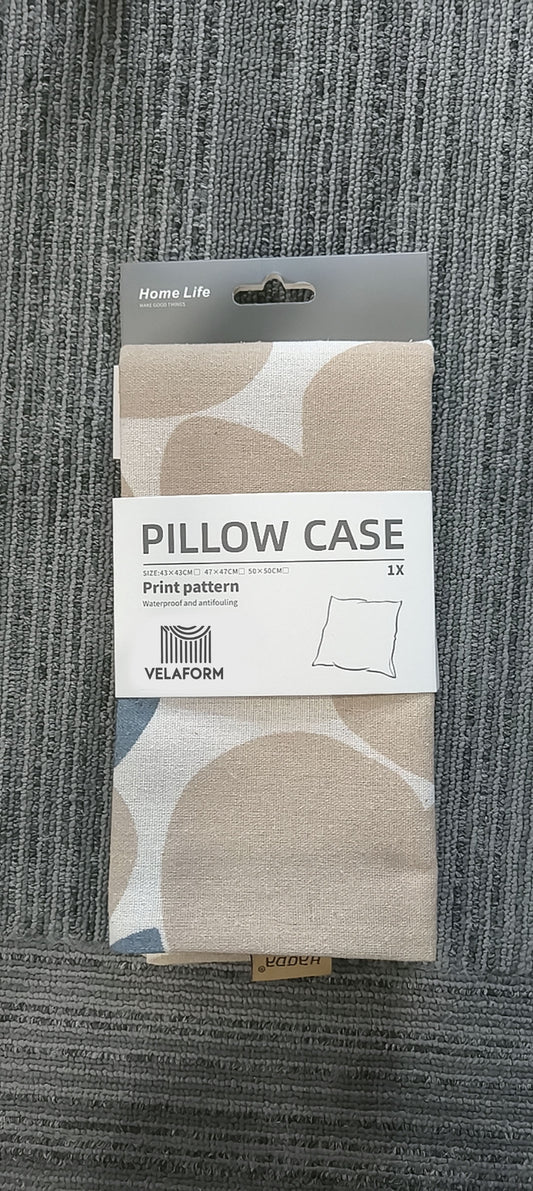 Home Life
MAKE GOOD THINGS
PILLOW CASE
SIZE:43×43CM□ 47×47CM□ 50×50CM□
1X
Print pattern
Waterproof and antifouling
VELAFORM